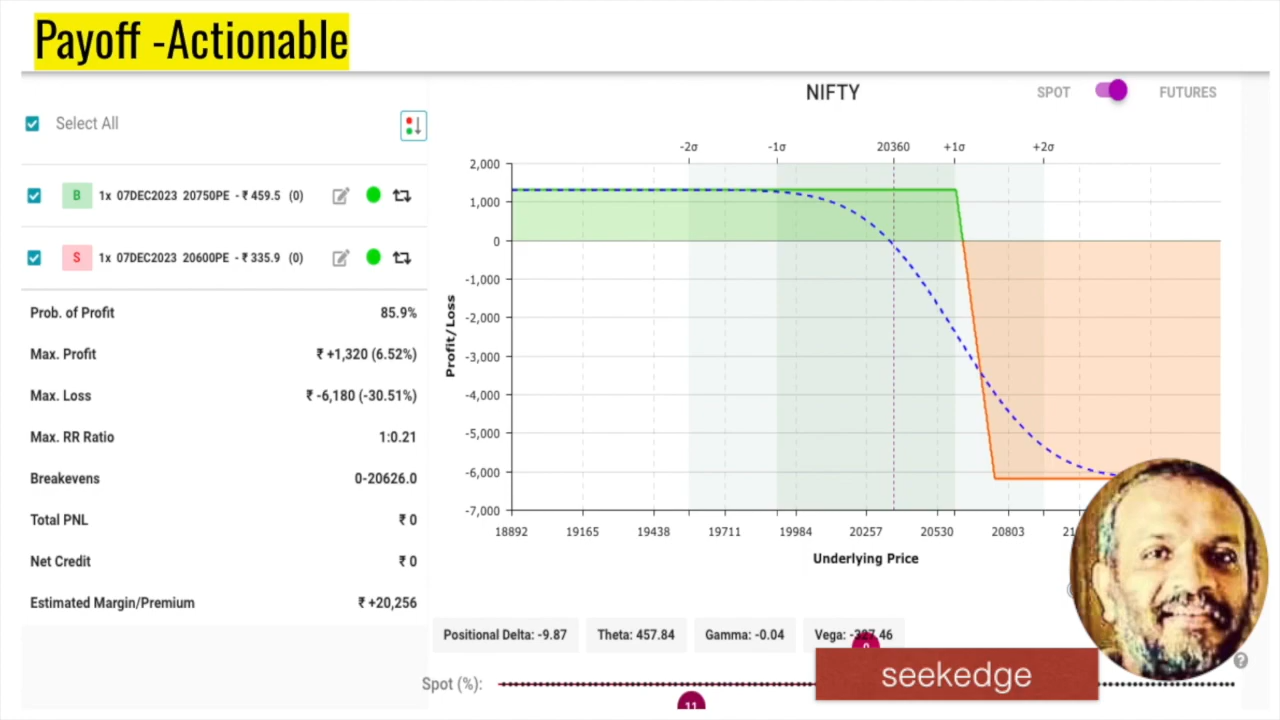 Payoff -Actionable
NIFTY
SPOT FUTURES
Select All
B 1x 07DEC2023 20750PE - ₹ 459.5 (0)
S 1x 07DEC2023 20600PE - ₹ 335.9 (0)
Prob. of Profit 85.9%
Max. Profit ₹ +1,320 (6.52%)
Max. Loss ₹ -6,180 (-30.51%)
Max. RR Ratio 1:0.21
Breakevens 0-20626.0
Total PNL ₹ 0
Net Credit ₹ 0
Estimated Margin/Premium ₹ +20,256
-2σ -1σ 20360 +1σ +2σ
Profit/Loss
2,000
1,000
0
-1,000
-2,000
-3,000
-4,000
-5,000
-6,000
-7,000
18892 19165 19438 19711 19984 20257 20530 20803
Underlying Price
Positional Delta: -9.87 Theta: 457.84 Gamma: -0.04 Vega: 46
seekedge
Spot (%):
11
?